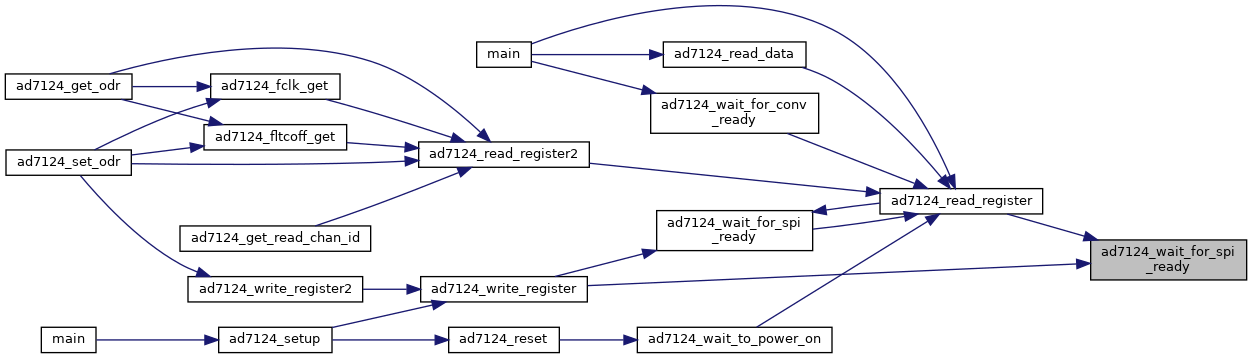 main
ad7124_read_data
ad7124_get_odr
ad7124_fclk_get
ad7124_wait_for_conv
_ready
ad7124_fltcoff_get
ad7124_read_register2
ad7124_set_odr
ad7124_read_register
ad7124_wait_for_spi
_ready
ad7124_get_read_chan_id
ad7124_wait_for_spi
_ready
ad7124_write_register2
ad7124_write_register
main
ad7124_setup
ad7124_reset
ad7124_wait_to_power_on